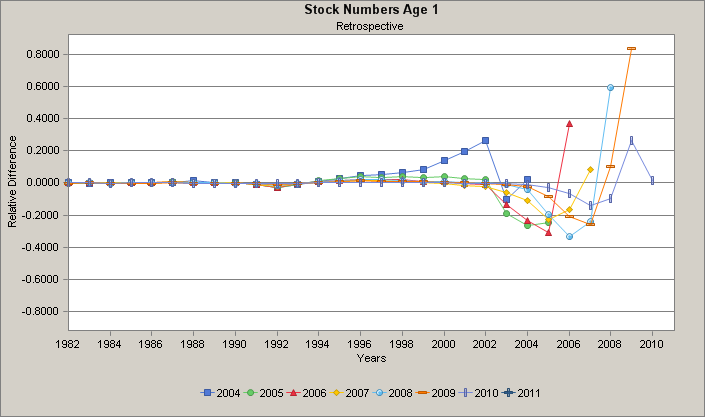 Stock Numbers Age 1
Retrospective
0.8000
0.6000
0.4000
0.2000
0.0000
-0.2000
-0.4000
-0.6000
-0.8000
Relative Difference
1982 1984 1986 1988 1990 1992 1994 1996 1998 2000 2002 2004 2006 2008 2010
Years
2004 2005 2006 2007 2008 2009 2010 2011